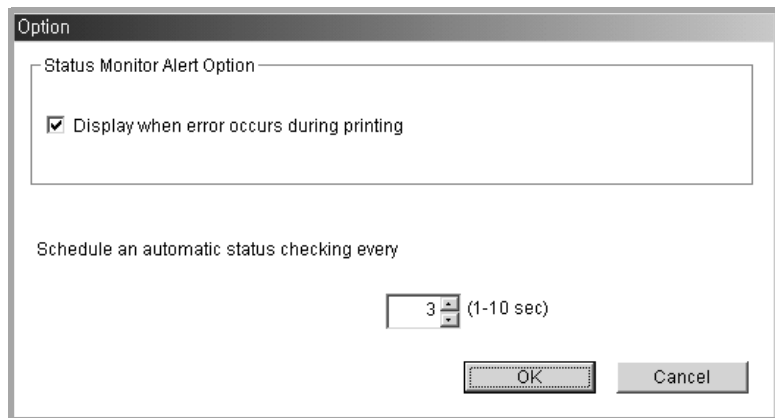 Option
Status Monitor Alert Option
Display when error occurs during printing
Schedule an automatic status checking every
3 (1-10 sec)
OK Cancel